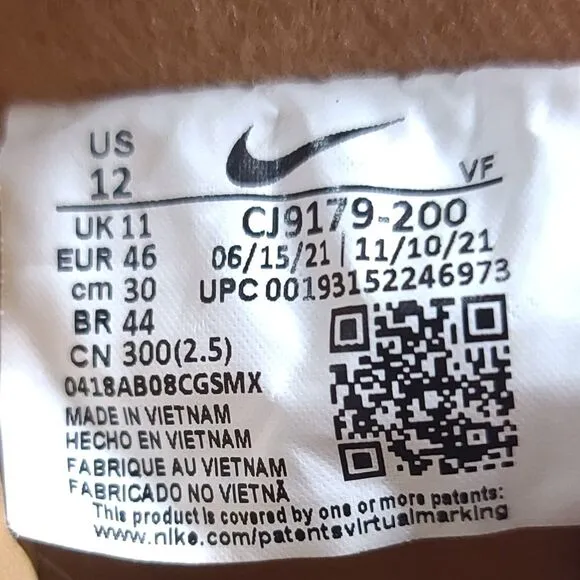 US
12
VF
UK 11
CJ9179-200
EUR 46
06/15/21 | 11/10/21
cm 30
UPC 00193152246973
BR 44
CN 300(2.5)
0418AB08CGSMX
MADE IN VIETNAM
HECHO EN VIETNAM
FABRIQUE AU VIETNAM
FABRICADO NO VIETNÃ
This product is covered by one or more patents:
www.nike.com/patentsvirtualmarking